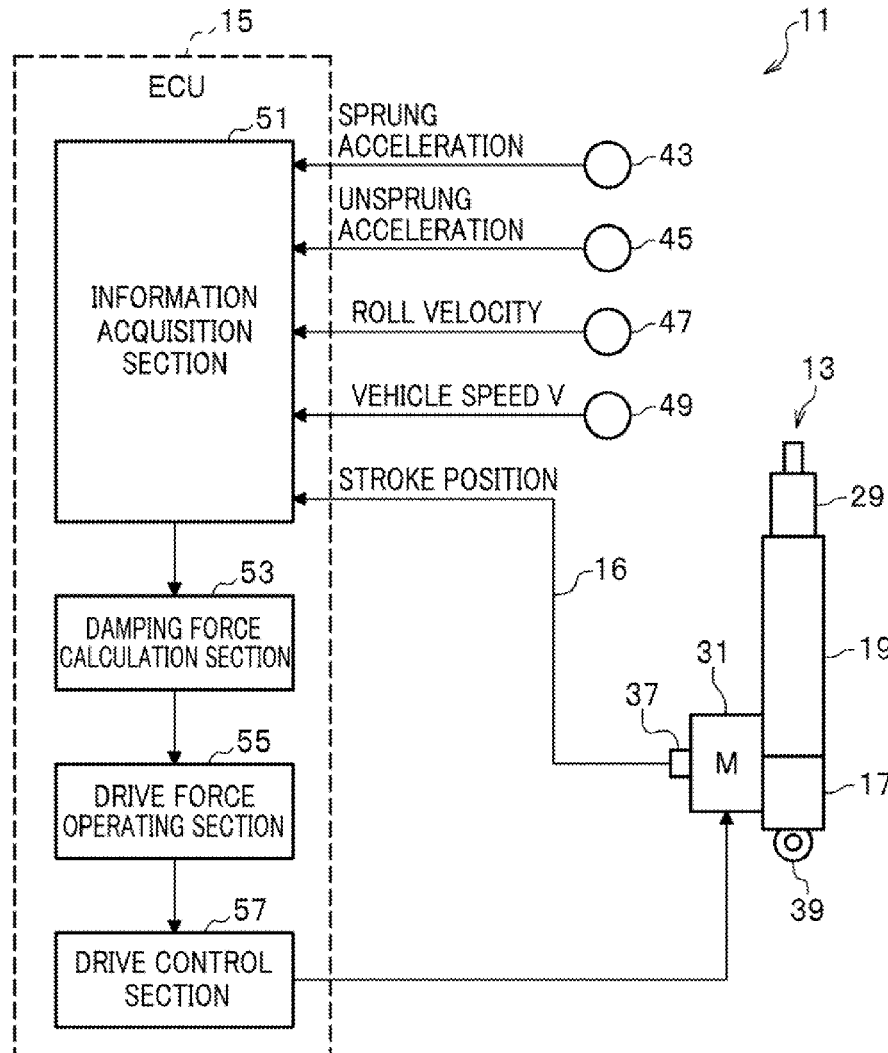 15
11
ECU
51
SPRUNG
ACCELERATION
43
UNSPRUNG
ACCELERATION
45
INFORMATION
ACQUISITION
SECTION
ROLL VELOCITY
47
VEHICLE SPEED V
49
13
STROKE POSITION
29
16
53
DAMPING FORCE
CALCULATION SECTION
19
31
37
M
55
DRIVE FORCE
OPERATING SECTION
17
39
57
DRIVE CONTROL
SECTION